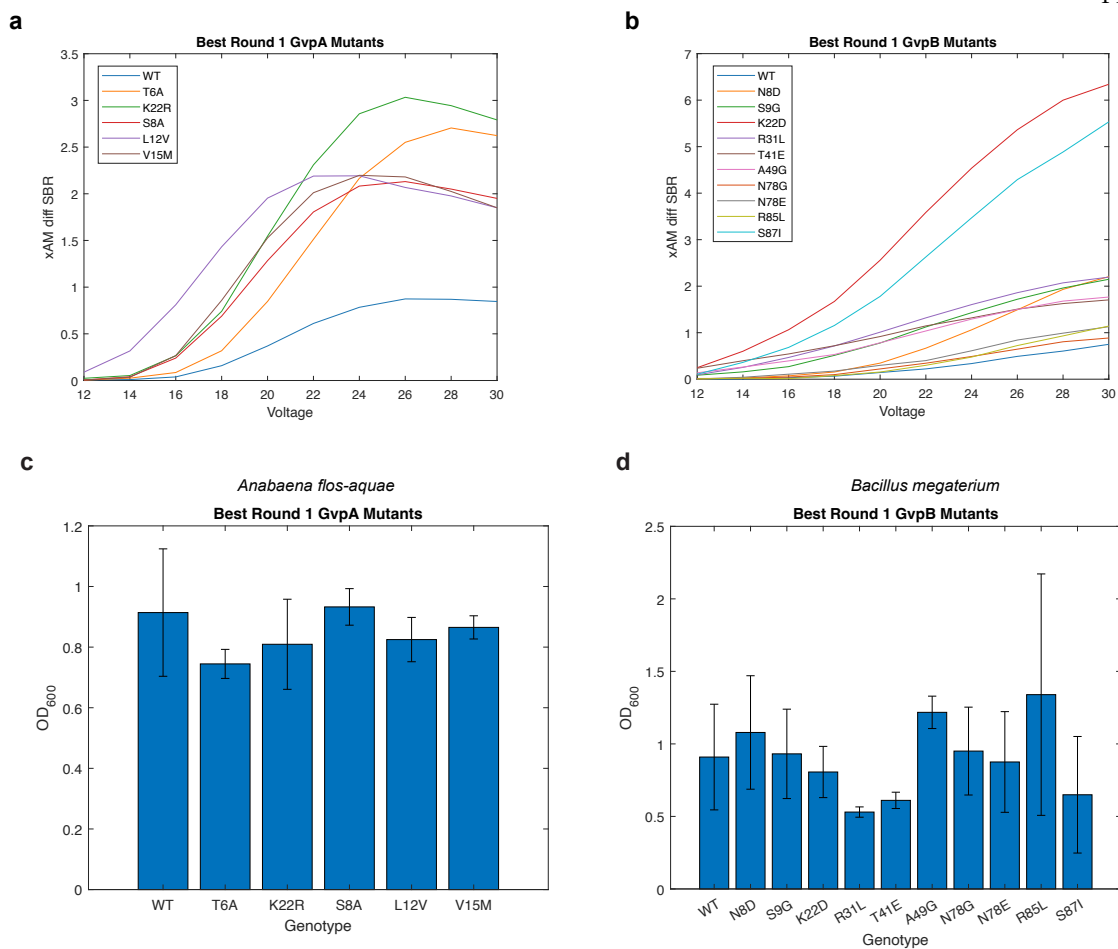 a
Best Round 1 GvpA Mutants
xAM diff SBR
3.5
3
2.5
2
1.5
1
0.5
0
WT
T6A
K22R
S8A
L12V
V15M
12 14 16 18 20 22 24 26 28 30
Voltage
b
Best Round 1 GvpB Mutants
xAM diff SBR
7
6
5
4
3
2
1
0
WT
N8D
S9G
K22D
R31L
T41E
A49G
N78G
N78E
R85L
S87I
12 14 16 18 20 22 24 26 28 30
Voltage
c
Anabaena flos-aquae
Best Round 1 GvpA Mutants
OD600
1.2
1
0.8
0.6
0.4
0.2
0
WT T6A K22R S8A L12V V15M
Genotype
d
Bacillus megaterium
Best Round 1 GvpB Mutants
OD600
2.5
2
1.5
1
0.5
0
WT N8D S9G K22D R31L T41E A49G N78G N78E R85L S87I
Genotype